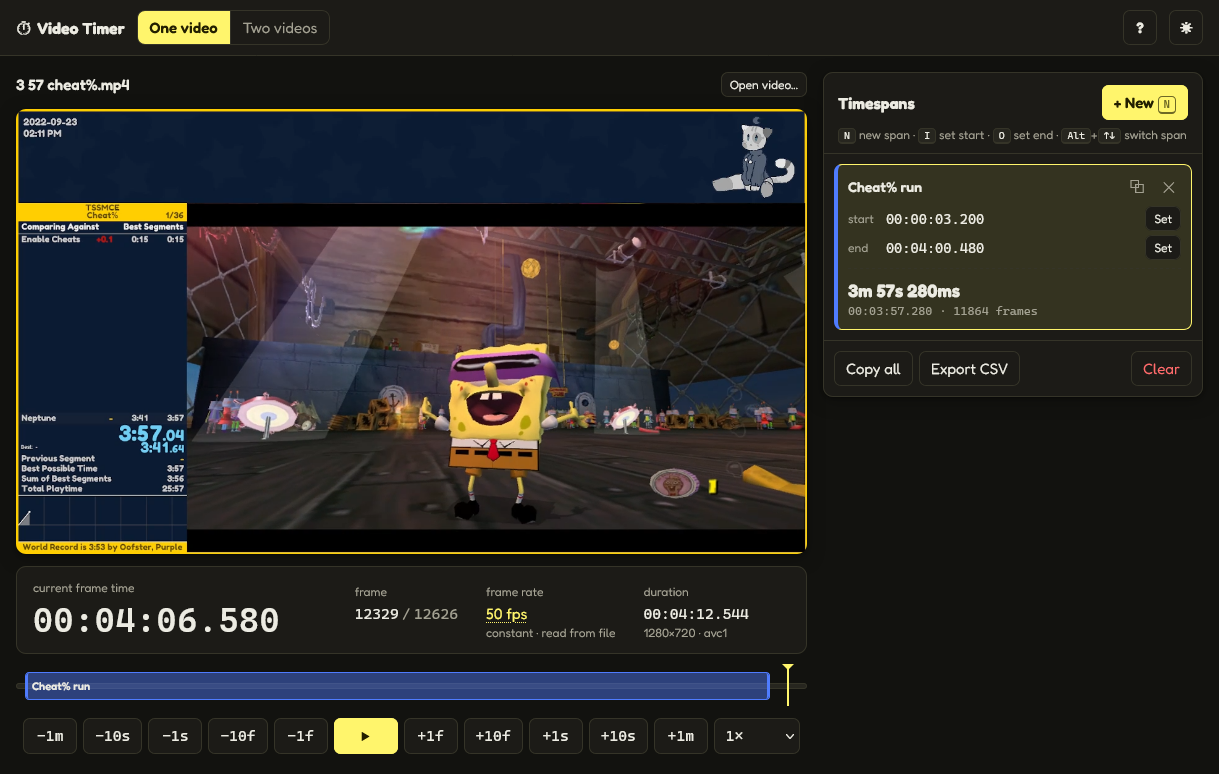 Video Timer
One video
Two videos
?
3 57 cheat%.mp4
Open video...
2022-09-23
02:11 PM
TSSMCE
Cheat% 1/36
Comparing Against Best Segments
Enable Cheats +0.1 0:15 0:15
Neptune - 3:41 3:57
3:57.04
Best: - 3:41.64
Previous Segment -
Best Possible Time 3:57
Sum of Best Segments 3:56
Total Playtime 25:57
World Record is 3:53 by Oofster, Purple
current frame time
00:04:06.580
frame
12329 / 12626
frame rate
50 fps
constant · read from file
duration
00:04:12.544
1280×720 · avc1
Cheat% run
−1m −10s −1s −10f −1f +1f +10f +1s +10s +1m 1×
Timespans
+ New N
N new span · I set start · O set end · Alt+↑↓ switch span
Cheat% run
start 00:00:03.200 Set
end 00:04:00.480 Set
3m 57s 280ms
00:03:57.280 · 11864 frames
Copy all
Export CSV
Clear